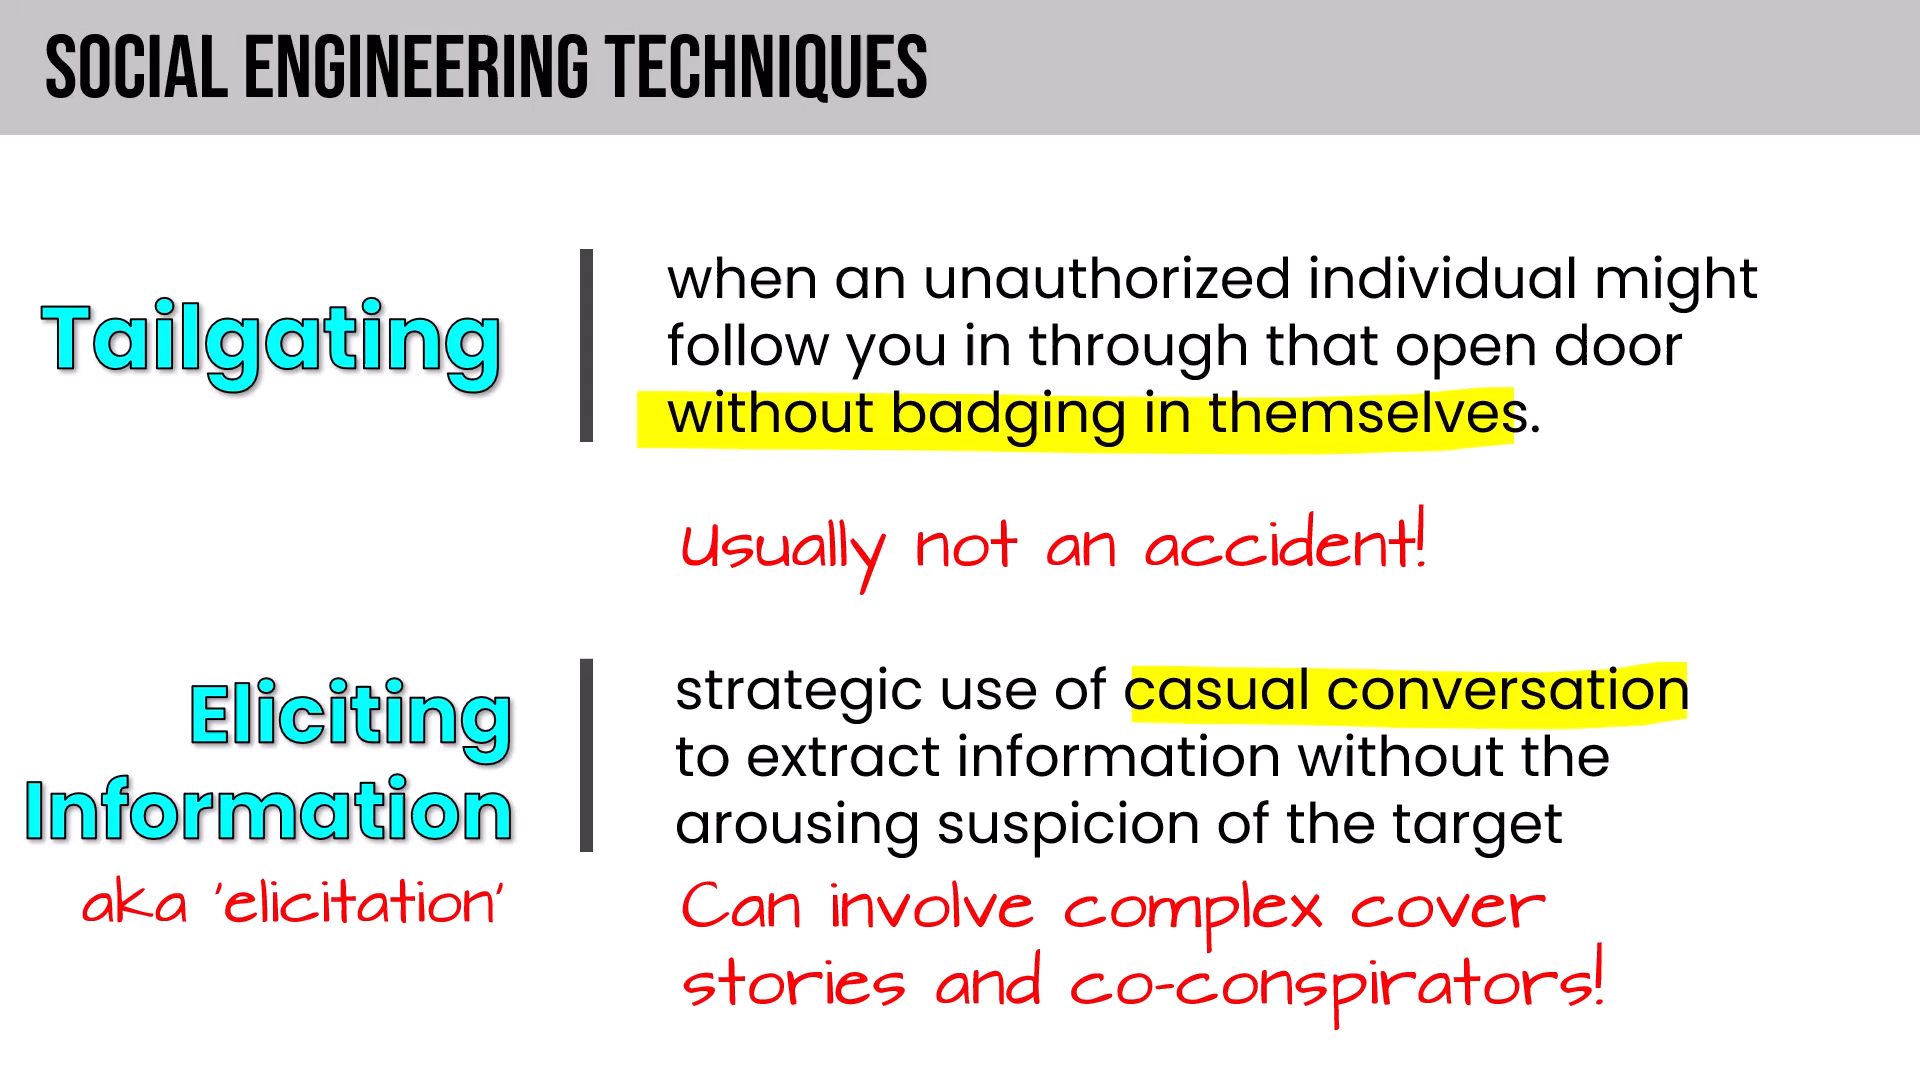 SOCIAL ENGINEERING TECHNIQUES
Tailgating
when an unauthorized individual might
follow you in through that open door
without badging in themselves.
Usually not an accident!
Eliciting
Information
aka 'elicitation'
strategic use of casual conversation
to extract information without the
arousing suspicion of the target
Can involve complex cover
stories and co-conspirators!